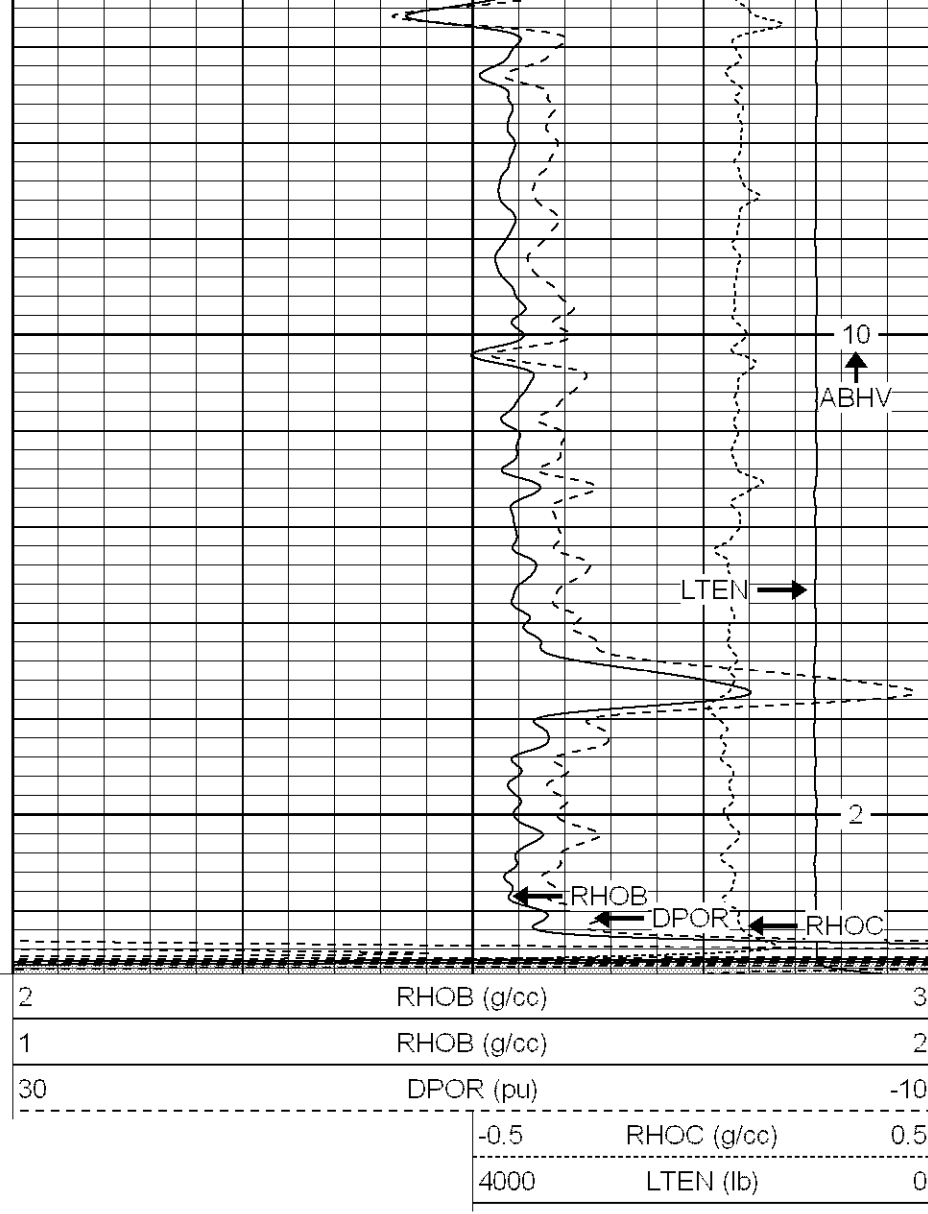 10
ABHV
LTEN
2
RHOB
DPOR
RHOC
2 RHOB (g/cc) 3
1 RHOB (g/cc) 2
30 DPOR (pu) -10
-0.5 RHOC (g/cc) 0.5
4000 LTEN (lb) 0